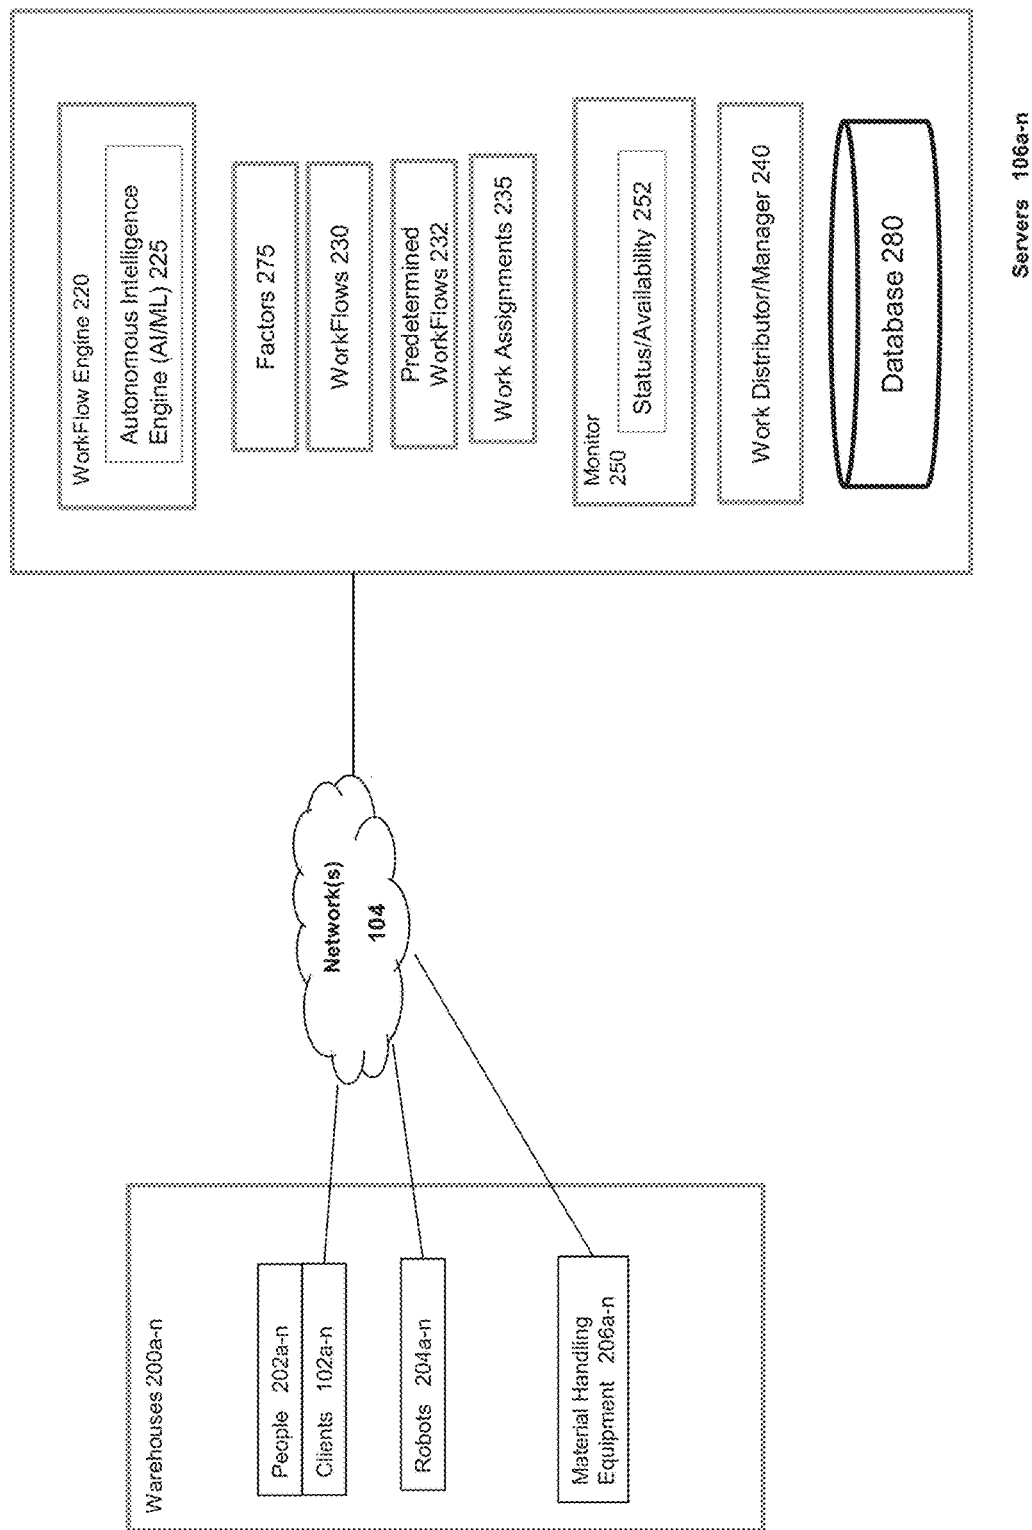 Warehouses 200a-n
People 202a-n
Clients 102a-n
Robots 204a-n
Material Handling
Equipment 206a-n
Network(s)
104
WorkFlow Engine 220
Autonomous Intelligence
Engine (AI/ML) 225
Factors 275
WorkFlows 230
Predetermined
WorkFlows 232
Work Assignments 235
Monitor
250
Status/Availability 252
Work Distributor/Manager 240
Database 280
Servers 106a-n